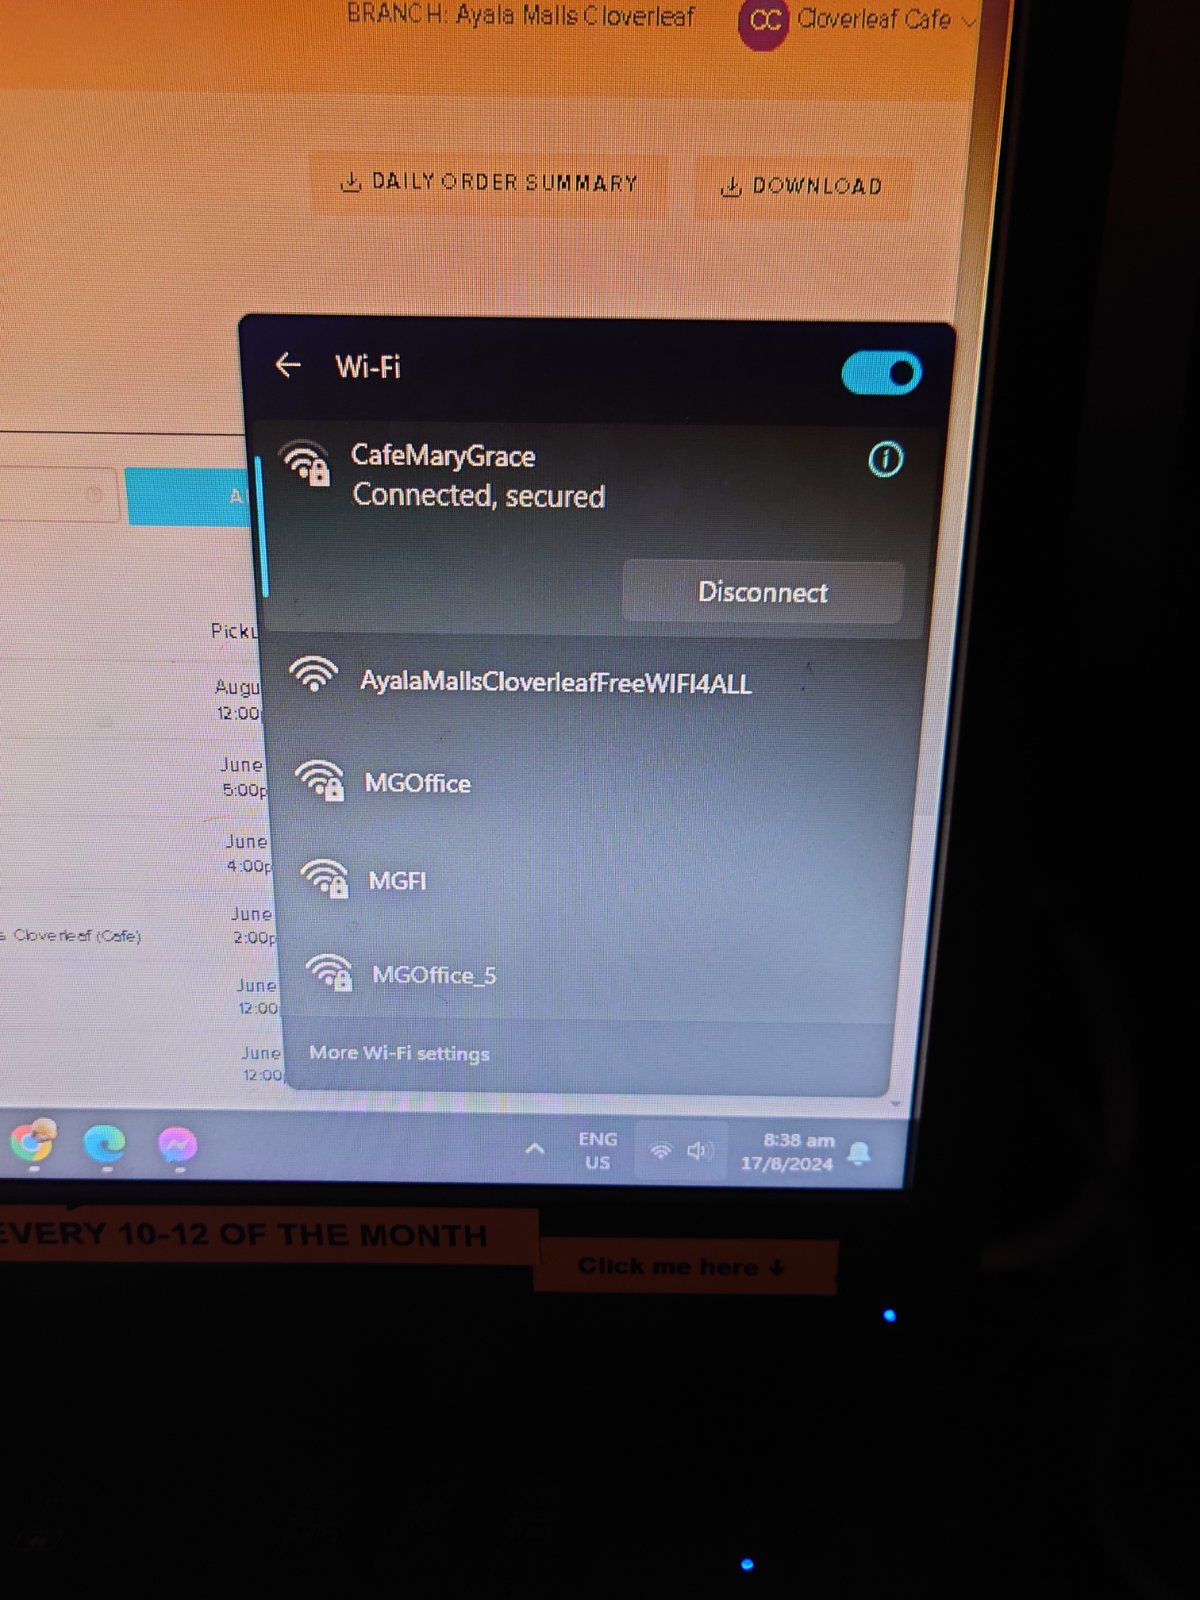 BRANCH: Ayala Malls Cloverleaf
CC Cloverleaf Cafe
DAILY ORDER SUMMARY
DOWNLOAD
Wi-Fi
CafeMaryGrace
Connected, secured
Disconnect
AyalaMallsCloverleafFreeWIFI4ALL
MGOffice
MGFI
MGOffice_5
More Wi-Fi settings
A
Picku
Augu
12:00
June
5:00p
June
4:00p
June
2:00p
Cloverleaf (Cafe)
June
12:00
June
12:00
ENG
US
8:38 am
17/8/2024
EVERY 10-12 OF THE MONTH
Click me here ↓